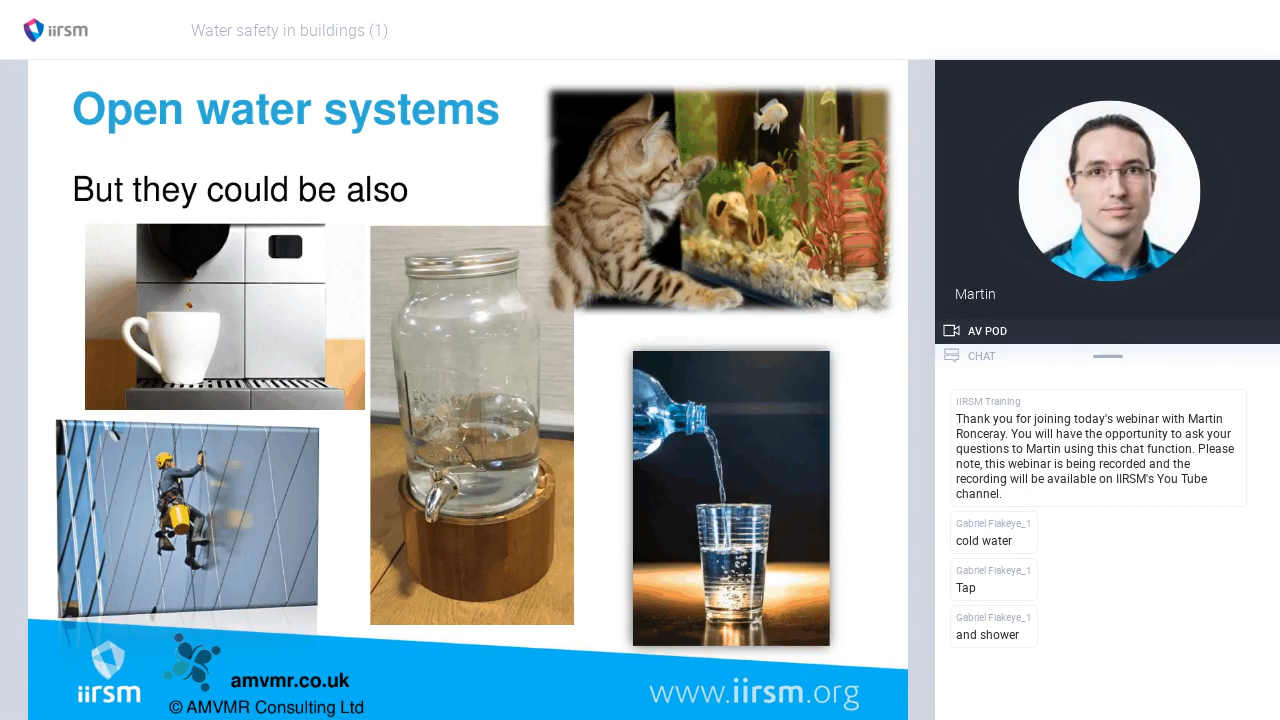 iirsm
Water safety in buildings (1)
Open water systems
But they could be also
iirsm
amvmr.co.uk
© AMVMR Consulting Ltd
www.iirsm.org
Martin
AV POD
CHAT
IIRSM Training
Thank you for joining today's webinar with Martin
Ronceray. You will have the opportunity to ask your
questions to Martin using this chat function. Please
note, this webinar is being recorded and the
recording will be available on IIRSM's You Tube
channel.
Gabriel Fiakeye_1
cold water
Gabriel Fiakeye_1
Tap
Gabriel Fiakeye_1
and shower